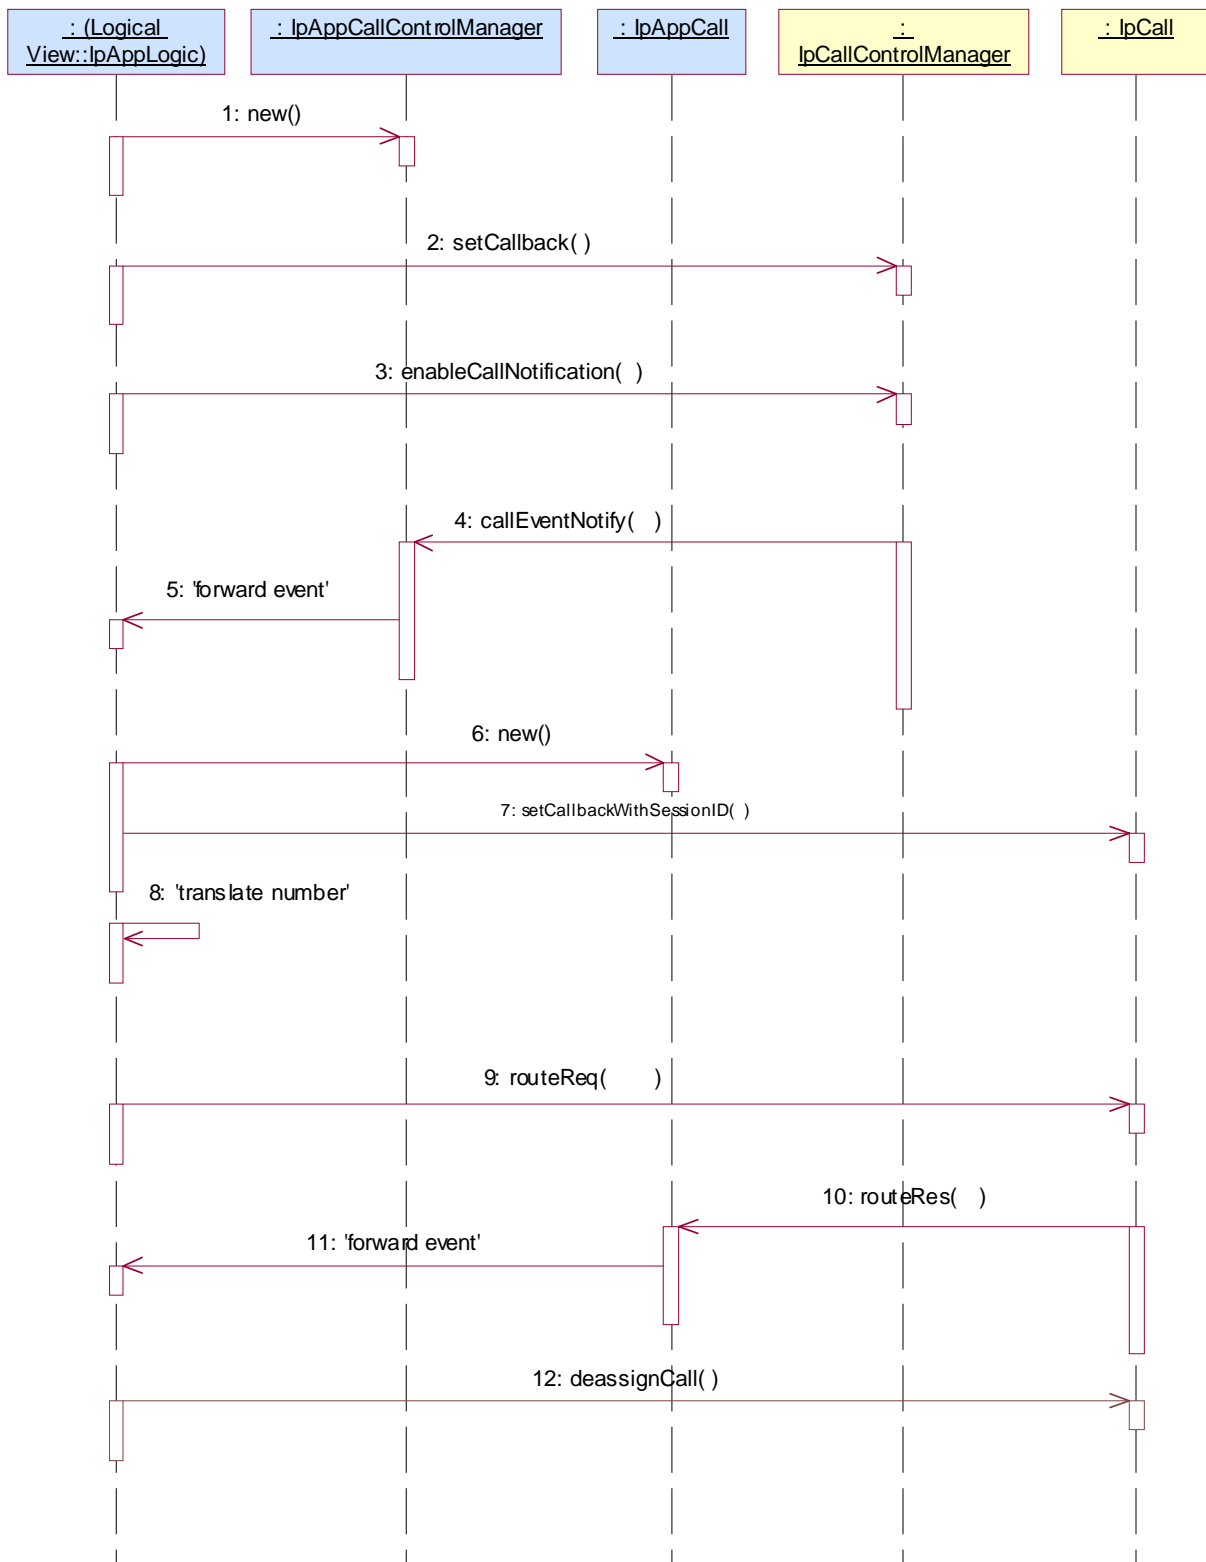 : (Logical
View::IpAppLogic)
: IpAppCallControlManager
: IpAppCall
:
IpCallControlManager
: IpCall
1: new()
2: setCallback( )
3: enableCallNotification( )
4: callEventNotify( )
5: 'forward event'
6: new()
7: setCallbackWithSessionID( )
8: 'translate number'
9: routeReq( )
10: routeRes( )
11: 'forward event'
12: deassignCall( )